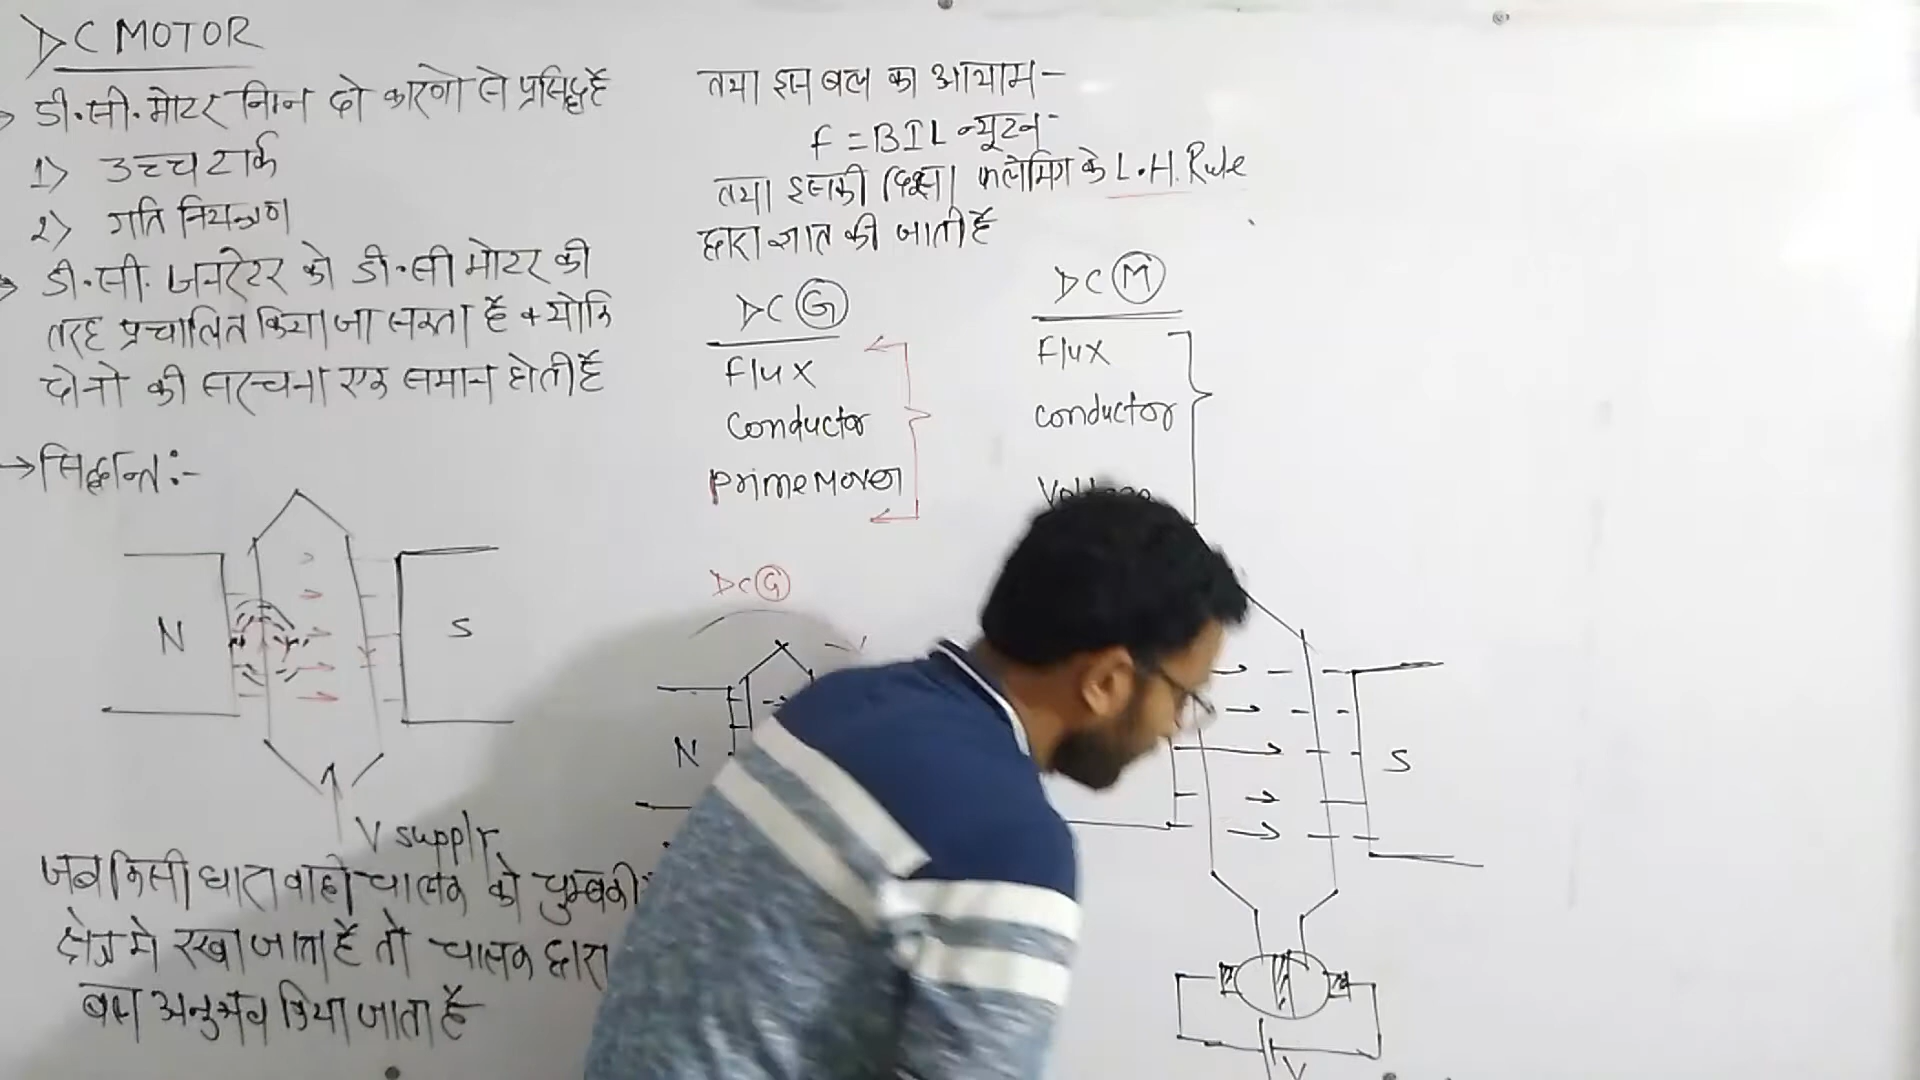 DC MOTOR
डी.सी. मोटर निम्न दो कारणो से प्रसिद्ध है
1> उच्च टार्क
2> गति नियन्त्रण
डी.सी. जनरेटर को डी.सी मोटर की
तरह प्रचालित किया जा सकता है क्योकि
दोनो की सरचना एक समान होती है
→ सिद्धान्त :-
N
S
V supply
जब किसी धारावाही चालक को चुम्बकी
क्षेत्र मे रखा जाता है तो चालक द्वारा
बल अनुभव किया जाता है
तथा इस बल का आयाम -
F = BIL न्यूटन
तथा इसकी दिशा फ्लेमिंग के L.H. Rule
द्वारा ज्ञात की जाती है
DC G
Flux
Conductor
Prime Mover
DC M
Flux
conductor
Voltage
DC G
N
S
V